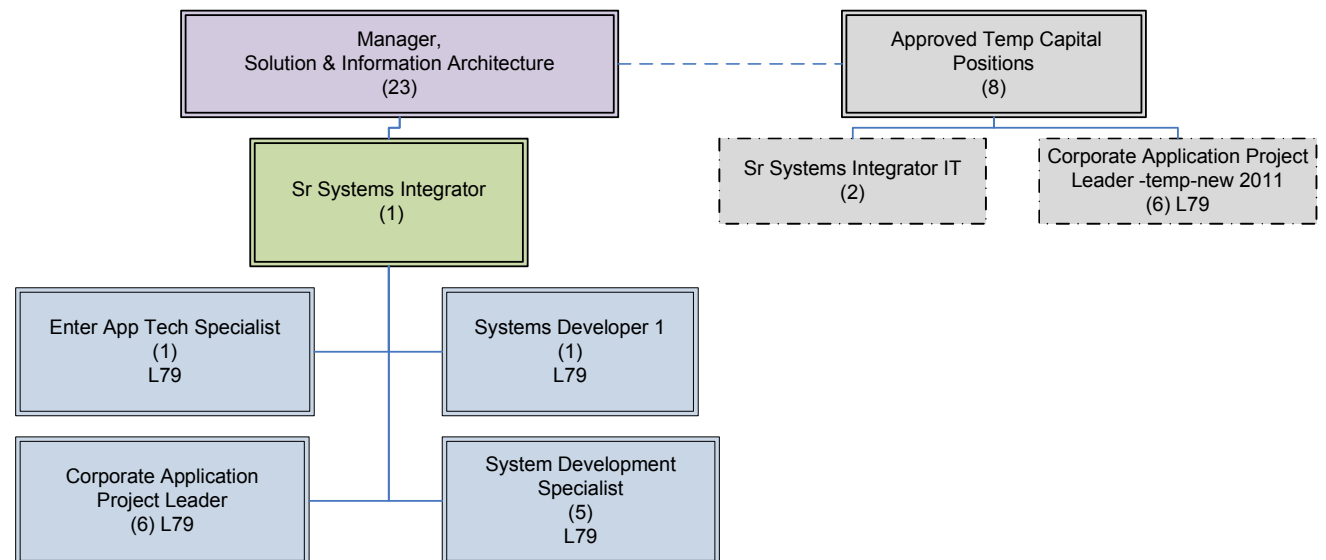 Manager,
Solution & Information Architecture
(23)
Approved Temp Capital
Positions
(8)
Sr Systems Integrator
(1)
Sr Systems Integrator IT
(2)
Corporate Application Project
Leader -temp-new 2011
(6) L79
Enter App Tech Specialist
(1)
L79
Systems Developer 1
(1)
L79
Corporate Application
Project Leader
(6) L79
System Development
Specialist
(5)
L79